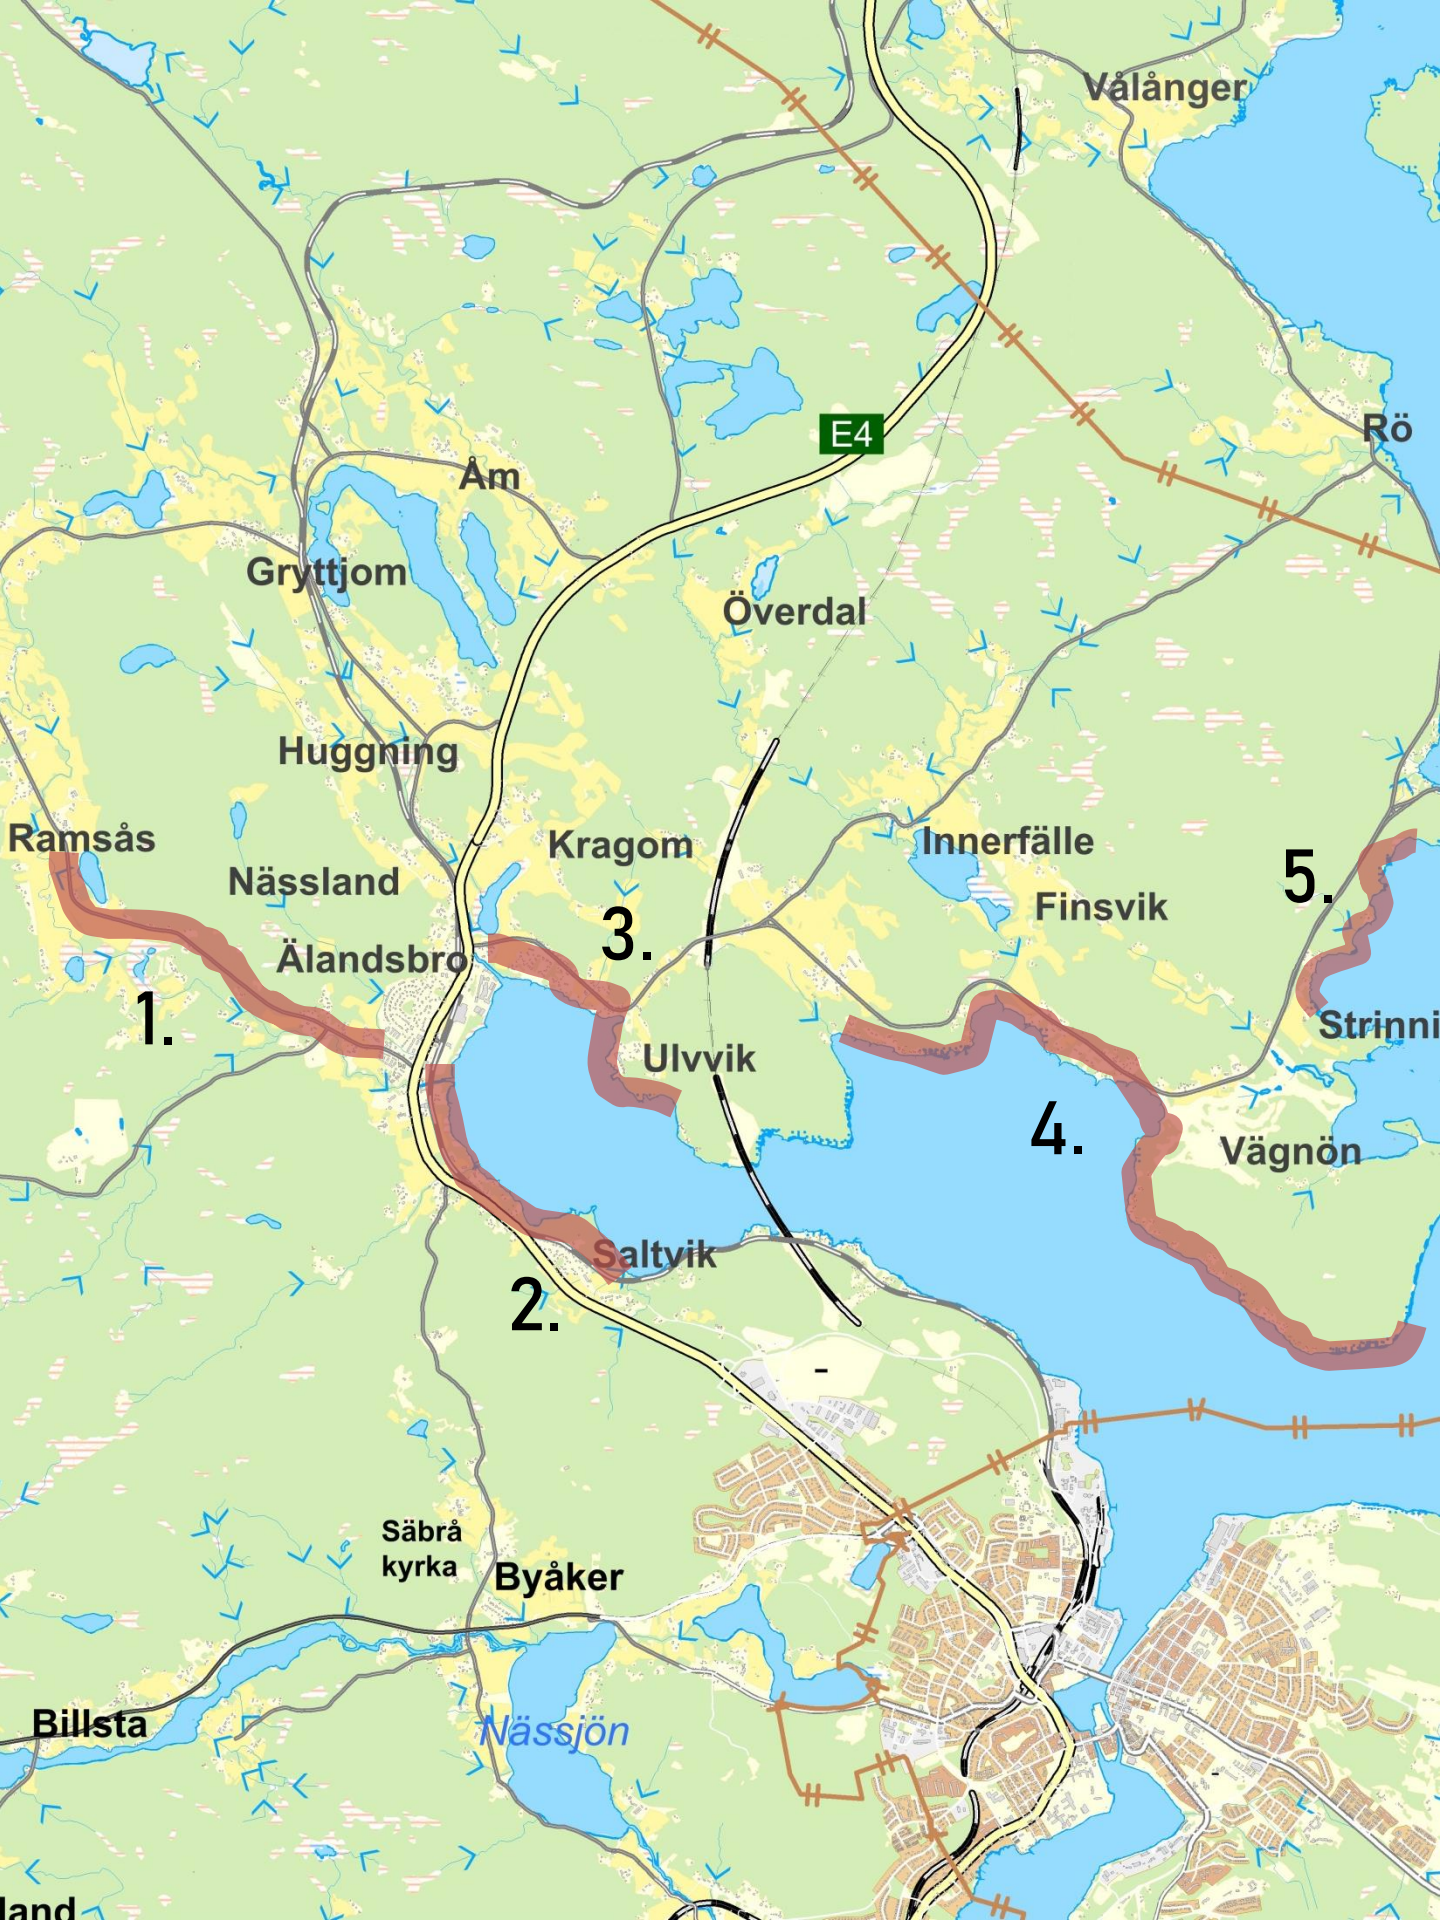 Vålånger
E4
Rö
Åm
Gryttjom
Överdal
Huggning
Ramsås
Kragom
Innerfälle
Nässland
5.
Finsvik
3.
Älandsbro
1.
Strinni
Ulvvik
4.
Vägnön
Saltvik
2.
-
Säbrå
kyrka
Byåker
Billsta
Nässjön
-
land